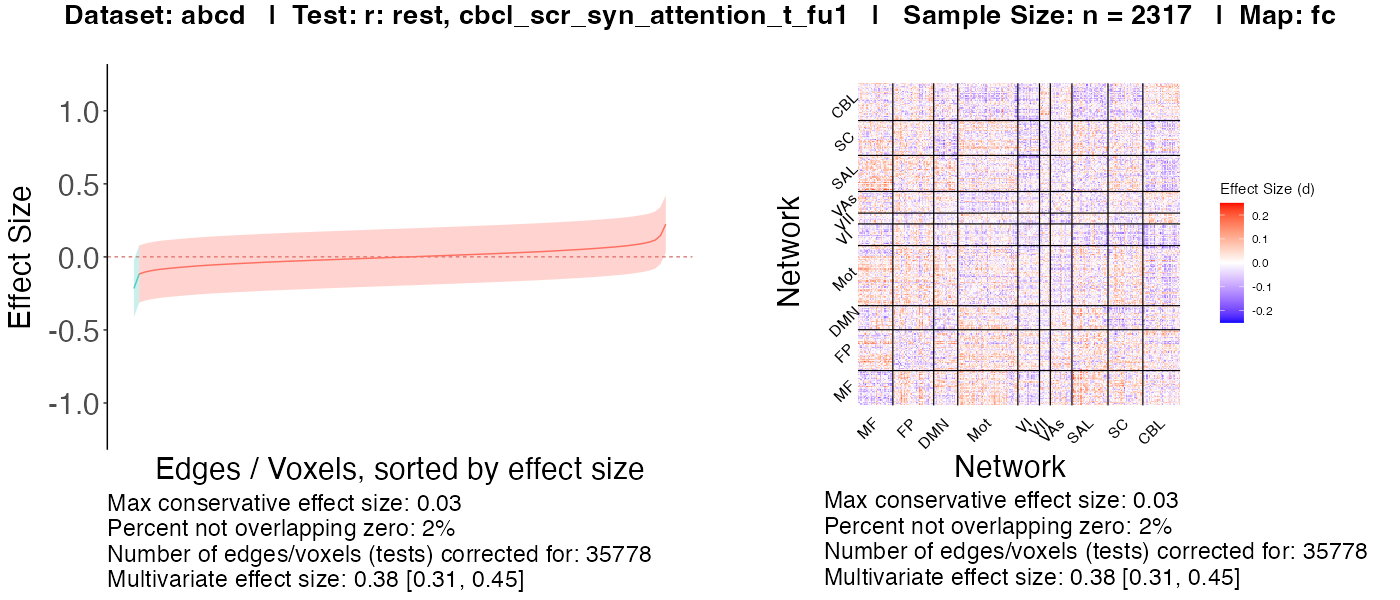 Dataset: abcd | Test: r: rest, cbcl_scr_syn_attention_t_fu1 | Sample Size: n = 2317 | Map: fc
Effect Size
1.0
0.5
0.0
-0.5
-1.0
Edges / Voxels, sorted by effect size
Max conservative effect size: 0.03
Percent not overlapping zero: 2%
Number of edges/voxels (tests) corrected for: 35778
Multivariate effect size: 0.38 [0.31, 0.45]
Network
CBL
SC
SAL
VAs
VII
VI
Mot
DMN
FP
MF
MF
FP
DMN
Mot
VI
VII
VAs
SAL
SC
CBL
Network
Effect Size (d)
0.2
0.1
0.0
-0.1
-0.2
Max conservative effect size: 0.03
Percent not overlapping zero: 2%
Number of edges/voxels (tests) corrected for: 35778
Multivariate effect size: 0.38 [0.31, 0.45]